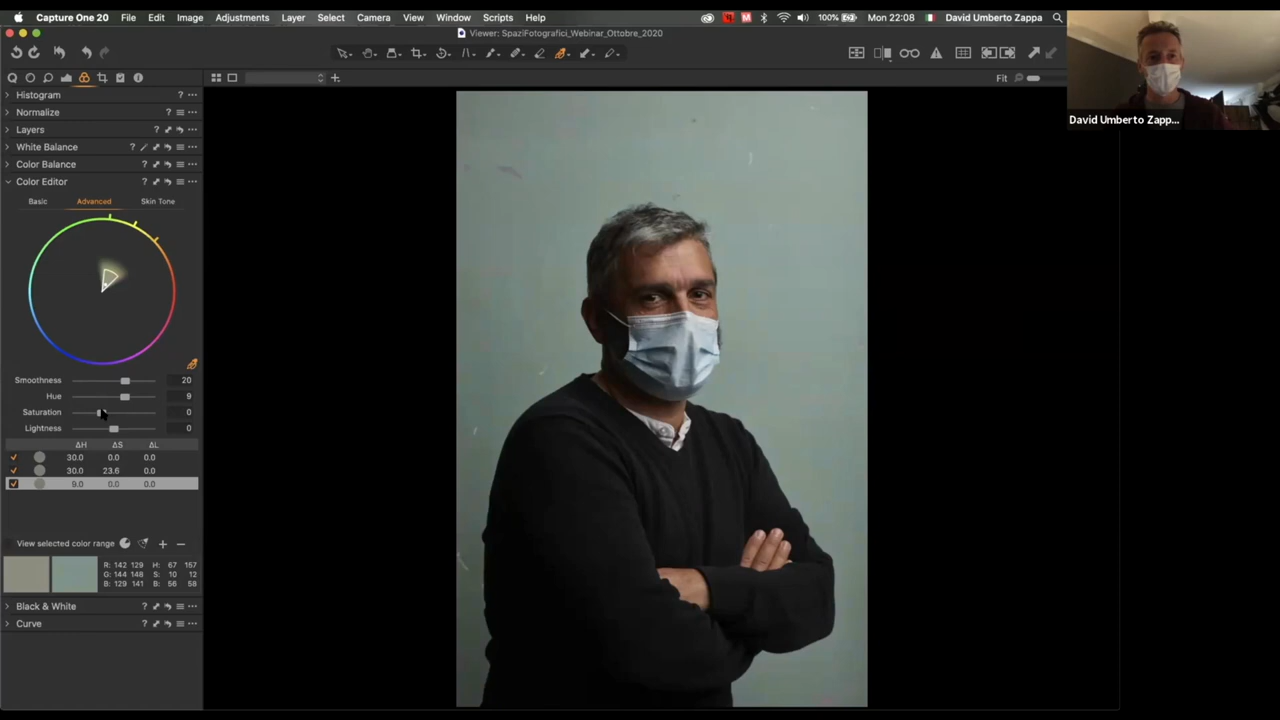 Capture One 20 File Edit Image Adjustments Layer Select Camera View Window Scripts Help 100% Mon 22:08 David Umberto Zappa
Viewer: SpaziFotografici_Webinar_Ottobre_2020
Fit
David Umberto Zapp...
Histogram ? ...
Normalize ? ...
Layers ? ...
White Balance ? ...
Color Balance ? ...
Color Editor ? ...
Basic Advanced Skin Tone
Smoothness 20
Hue 9
Saturation 0
Lightness 0
ΔH ΔS ΔL
30.0 0.0 0.0
30.0 23.6 0.0
9.0 0.0 0.0
View selected color range + −
R: 142 129 H: 67 157
G: 144 148 S: 10 12
B: 129 141 B: 56 58
Black & White ? ...
Curve ? ...